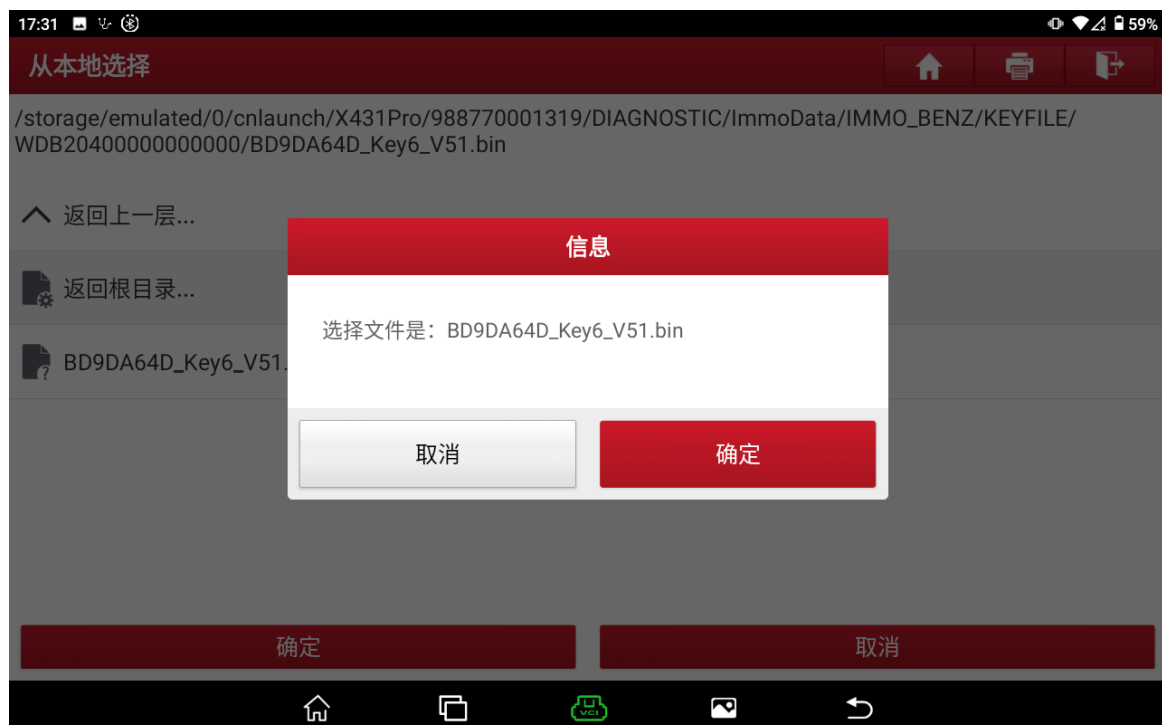 17:31
59%
从本地选择
/storage/emulated/0/cnlaunch/X431Pro/988770001319/DIAGNOSTIC/ImmoData/IMMO_BENZ/KEYFILE/
WDB20400000000000/BD9DA64D_Key6_V51.bin
返回上一层...
信息
返回根目录...
选择文件是：BD9DA64D_Key6_V51.bin
BD9DA64D_Key6_V51.
取消
确定
确定
取消
VCI